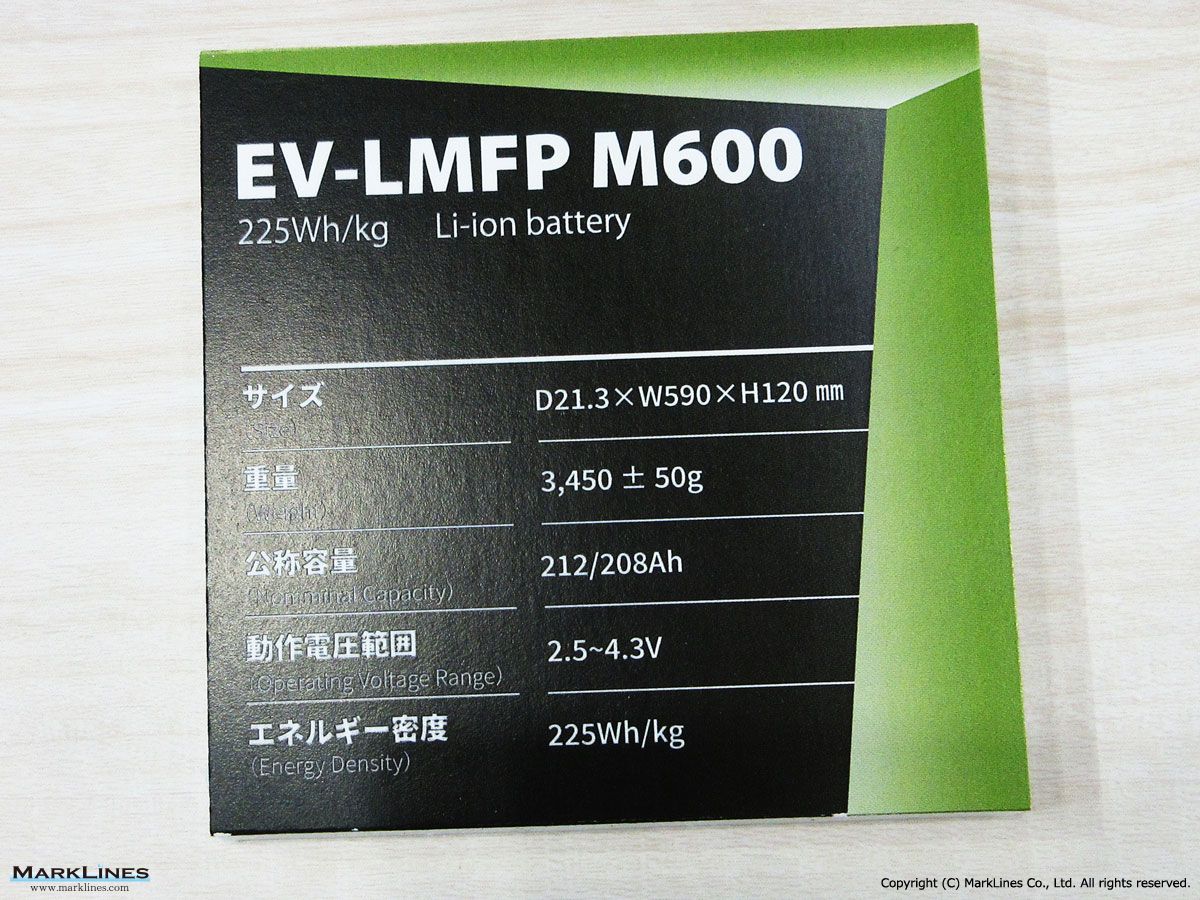 EV-LMFP M600
225Wh/kg Li-ion battery
サイズ D21.3×W590×H120 ㎜
(Size)
重量 3,450 ± 50g
(Weight)
公称容量 212/208Ah
(Nomminal Capacity)
動作電圧範囲 2.5~4.3V
(Operating Voltage Range)
エネルギー密度 225Wh/kg
(Energy Density)
MARKLINES
www.marklines.com
Copyright (C) MarkLines Co., Ltd. All rights reserved.